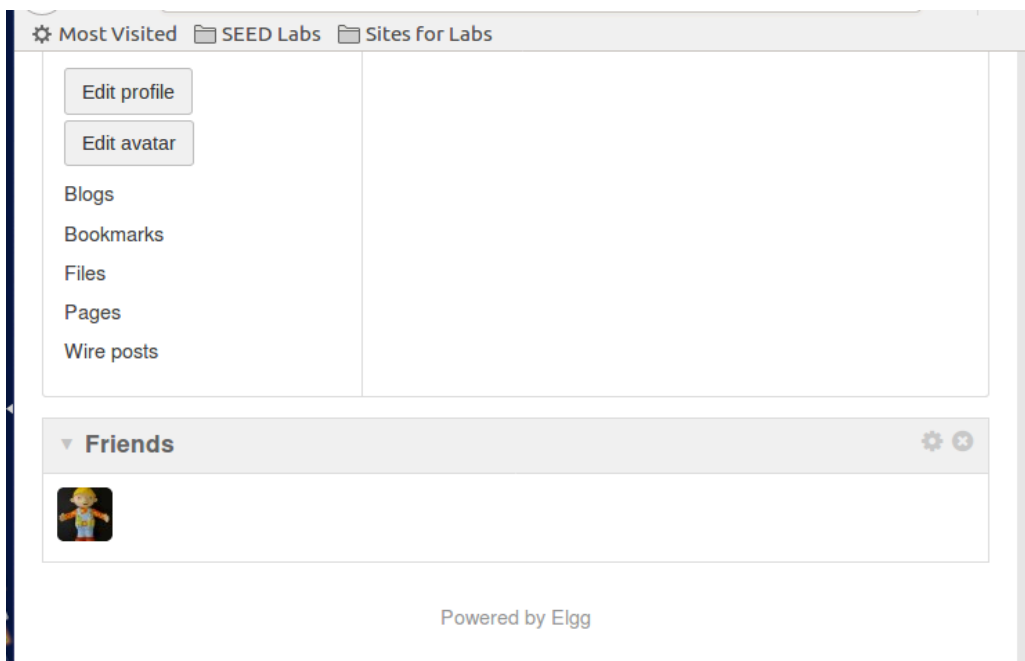 Most Visited SEED Labs Sites for Labs
Edit profile
Edit avatar
Blogs
Bookmarks
Files
Pages
Wire posts
Friends
Powered by Elgg